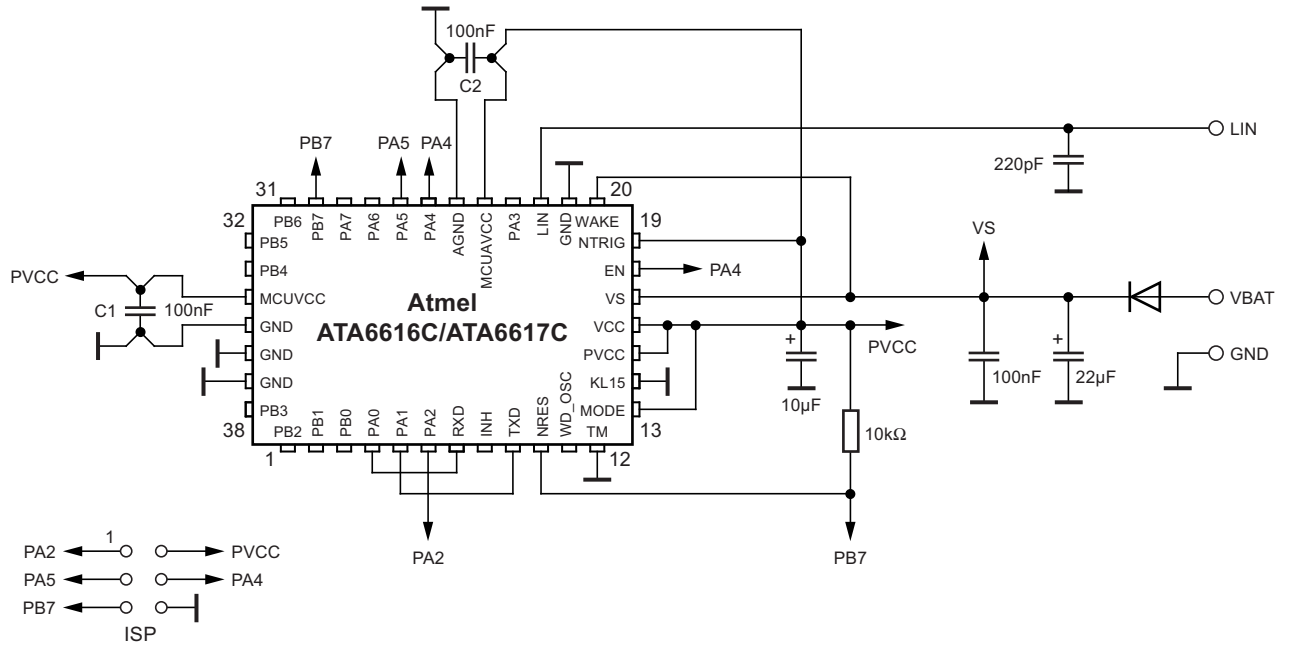 100nF
C2
LIN
220pF
PB7
PA5
PA4
31
20
32
19
PB6
PB7
PA7
PA6
PA5
PA4
AGND
MCUAVCC
PA3
LIN
GND
WAKE
PB5
NTRIG
PB4
EN
PA4
VS
PVCC
C1
100nF
MCUVCC
Atmel
ATA6616C/ATA6617C
VS
VBAT
GND
VCC
PVCC
GND
PVCC
+
10µF
100nF
+
22µF
GND
GND
KL15
PB3
MODE
38
13
PB2
PB1
PB0
PA0
PA1
PA2
RXD
INH
TXD
NRES
WD_OSC
TM
10kΩ
1
12
PA2
PB7
1
PA2
PVCC
PA5
PA4
PB7
ISP